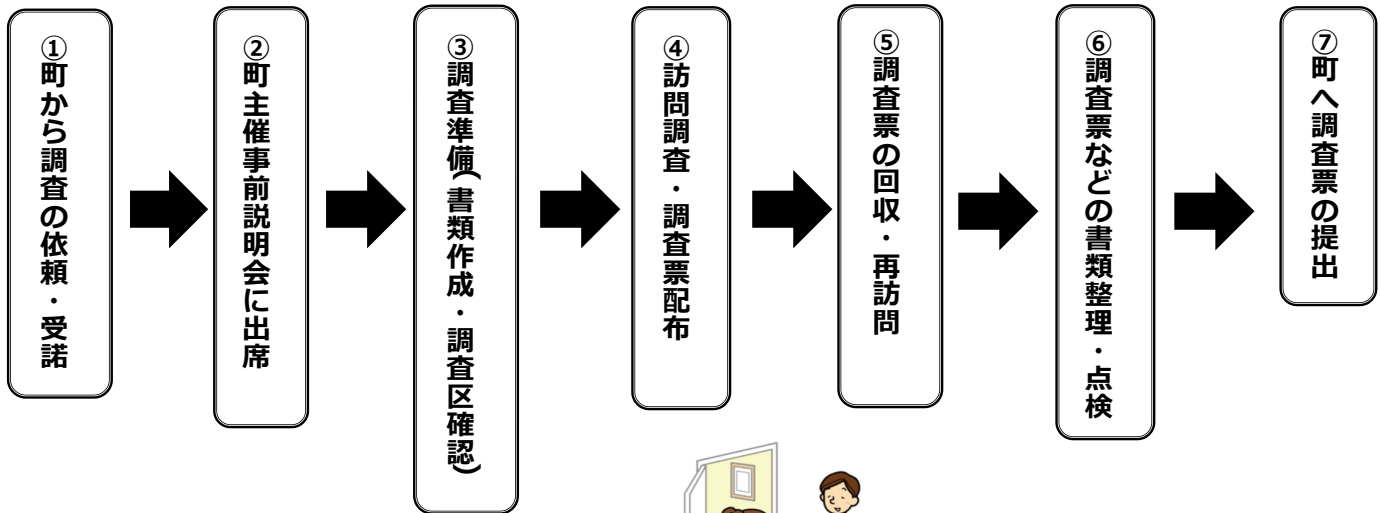 ①町から調査の依頼・受諾
②町主催事前説明会に出席
③調査準備(書類作成・調査区確認)
④訪問調査・調査票配布
⑤調査票の回収・再訪問
⑥調査票などの書類整理・点検
⑦町へ調査票の提出